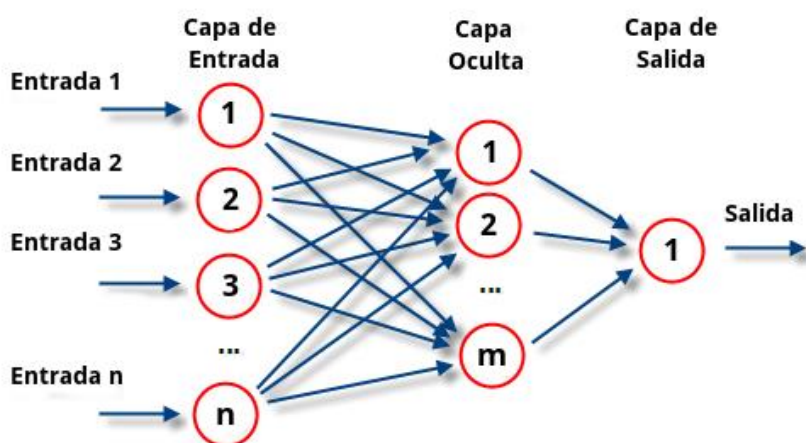 Capa de
Entrada
Capa
Oculta
Capa de
Salida
Entrada 1
1
Entrada 2
2
Entrada 3
3
...
Entrada n
n
1
2
...
m
1
Salida